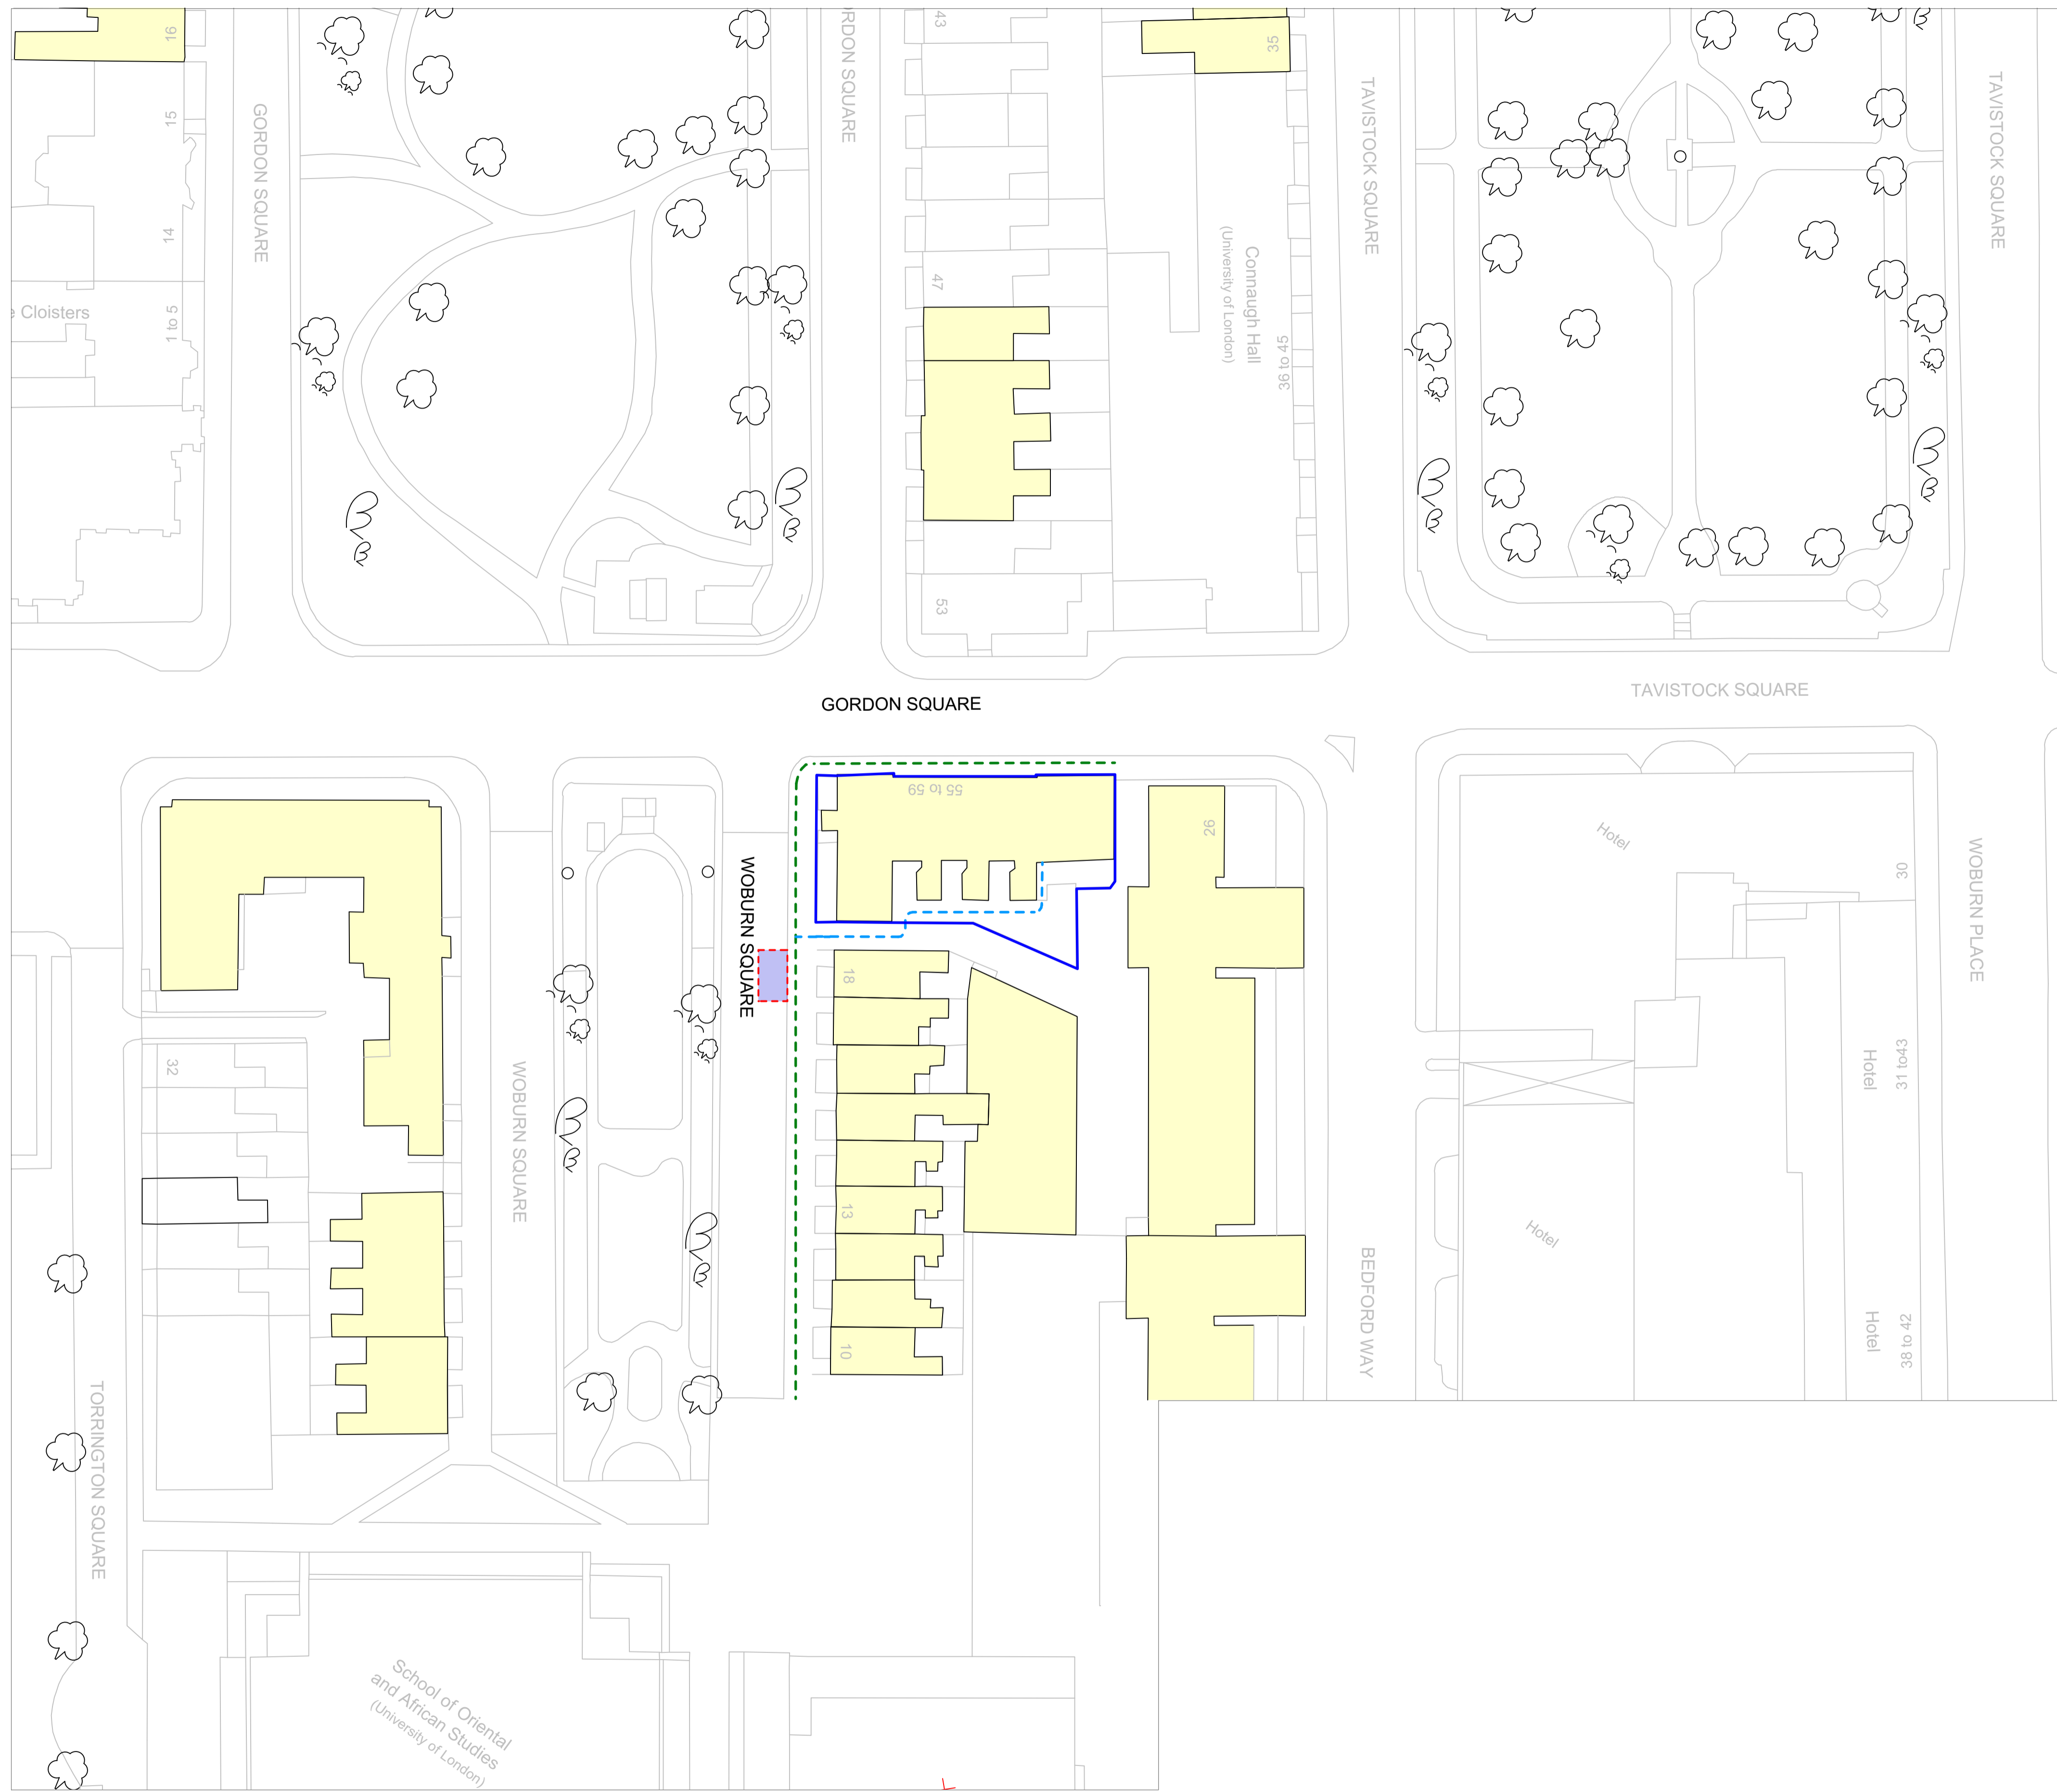 16
15
14
1 to 5
e Cloisters
GORDON SQUARE
RDON SQUARE
43
47
53
35
Connaugh Hall
(University of London)
36 to 45
TAVISTOCK SQUARE
TAVISTOCK SQUARE
GORDON SQUARE
TAVISTOCK SQUARE
55 to 59
26
Hotel
30
WOBURN PLACE
WOBURN SQUARE
18
13
10
32
WOBURN SQUARE
31 to43
Hotel
Hotel
38 to 42
Hotel
BEDFORD WAY
TORRINGTON SQUARE
School of Oriental
and African Studies
(University of London)